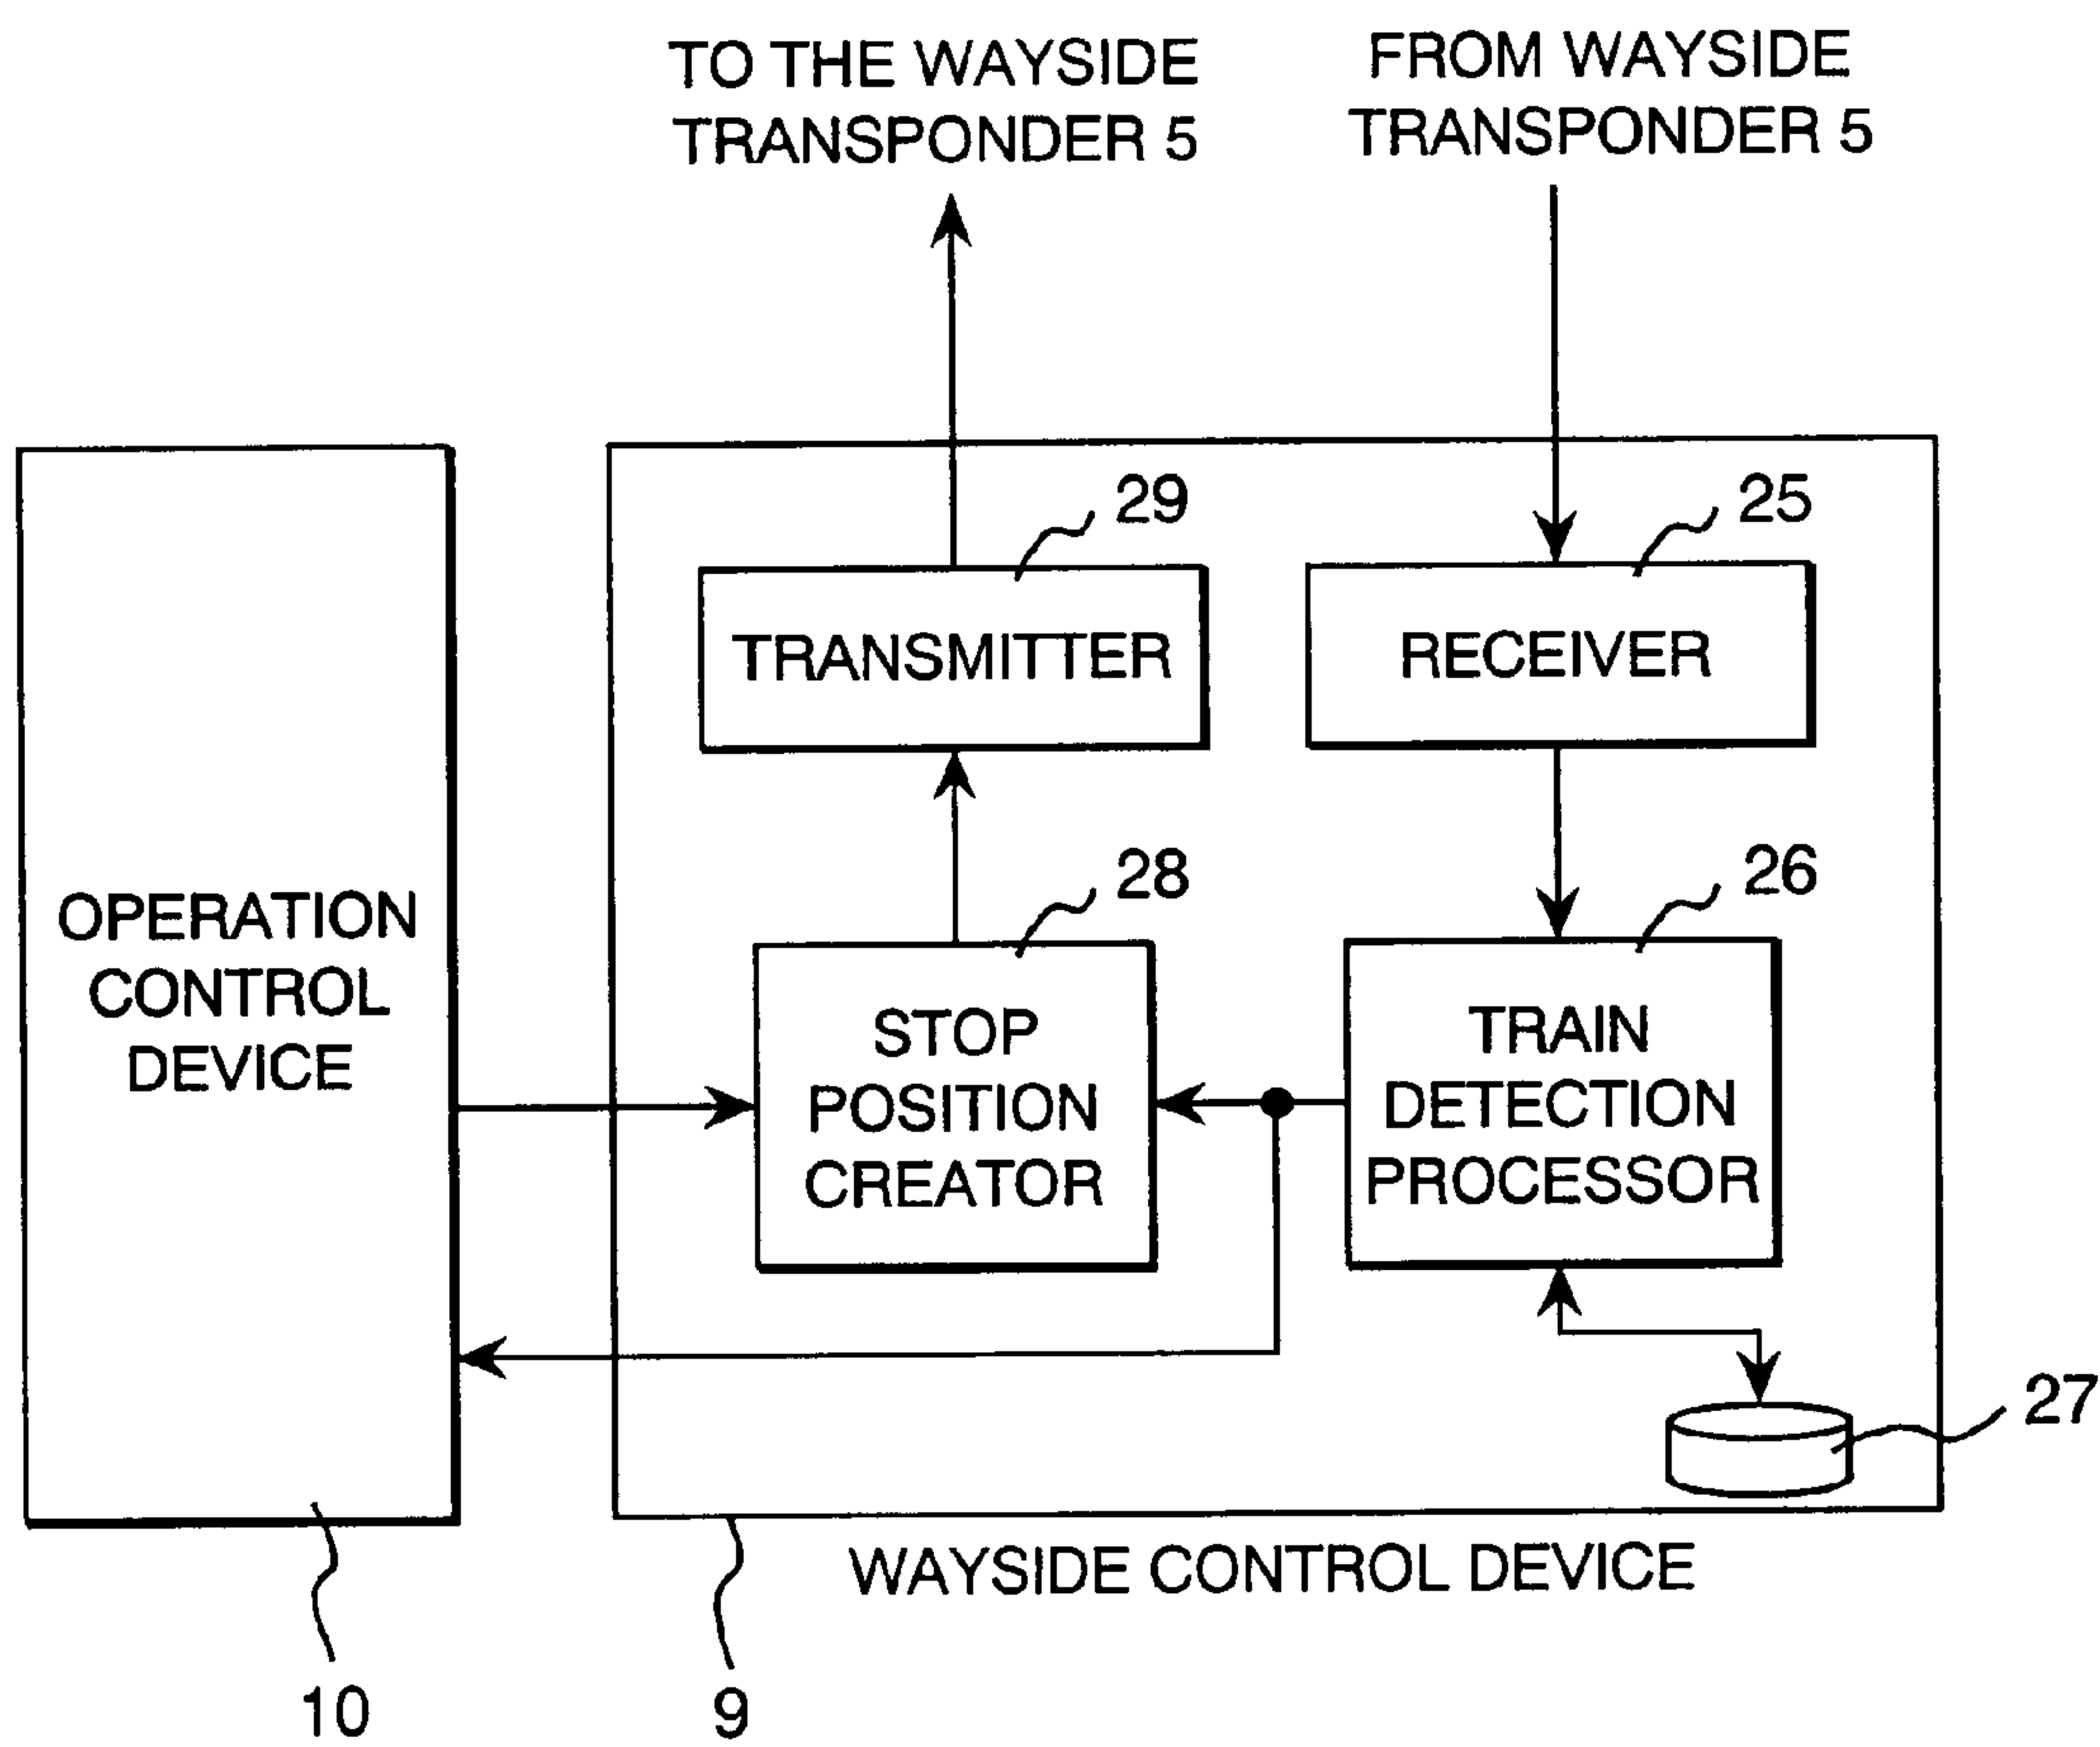 TO THE WAYSIDE
TRANSPONDER 5
FROM WAYSIDE
TRANSPONDER 5
29
25
TRANSMITTER
RECEIVER
28
26
OPERATION
CONTROL
DEVICE
STOP
POSITION
CREATOR
TRAIN
DETECTION
PROCESSOR
27
WAYSIDE CONTROL DEVICE
10
9